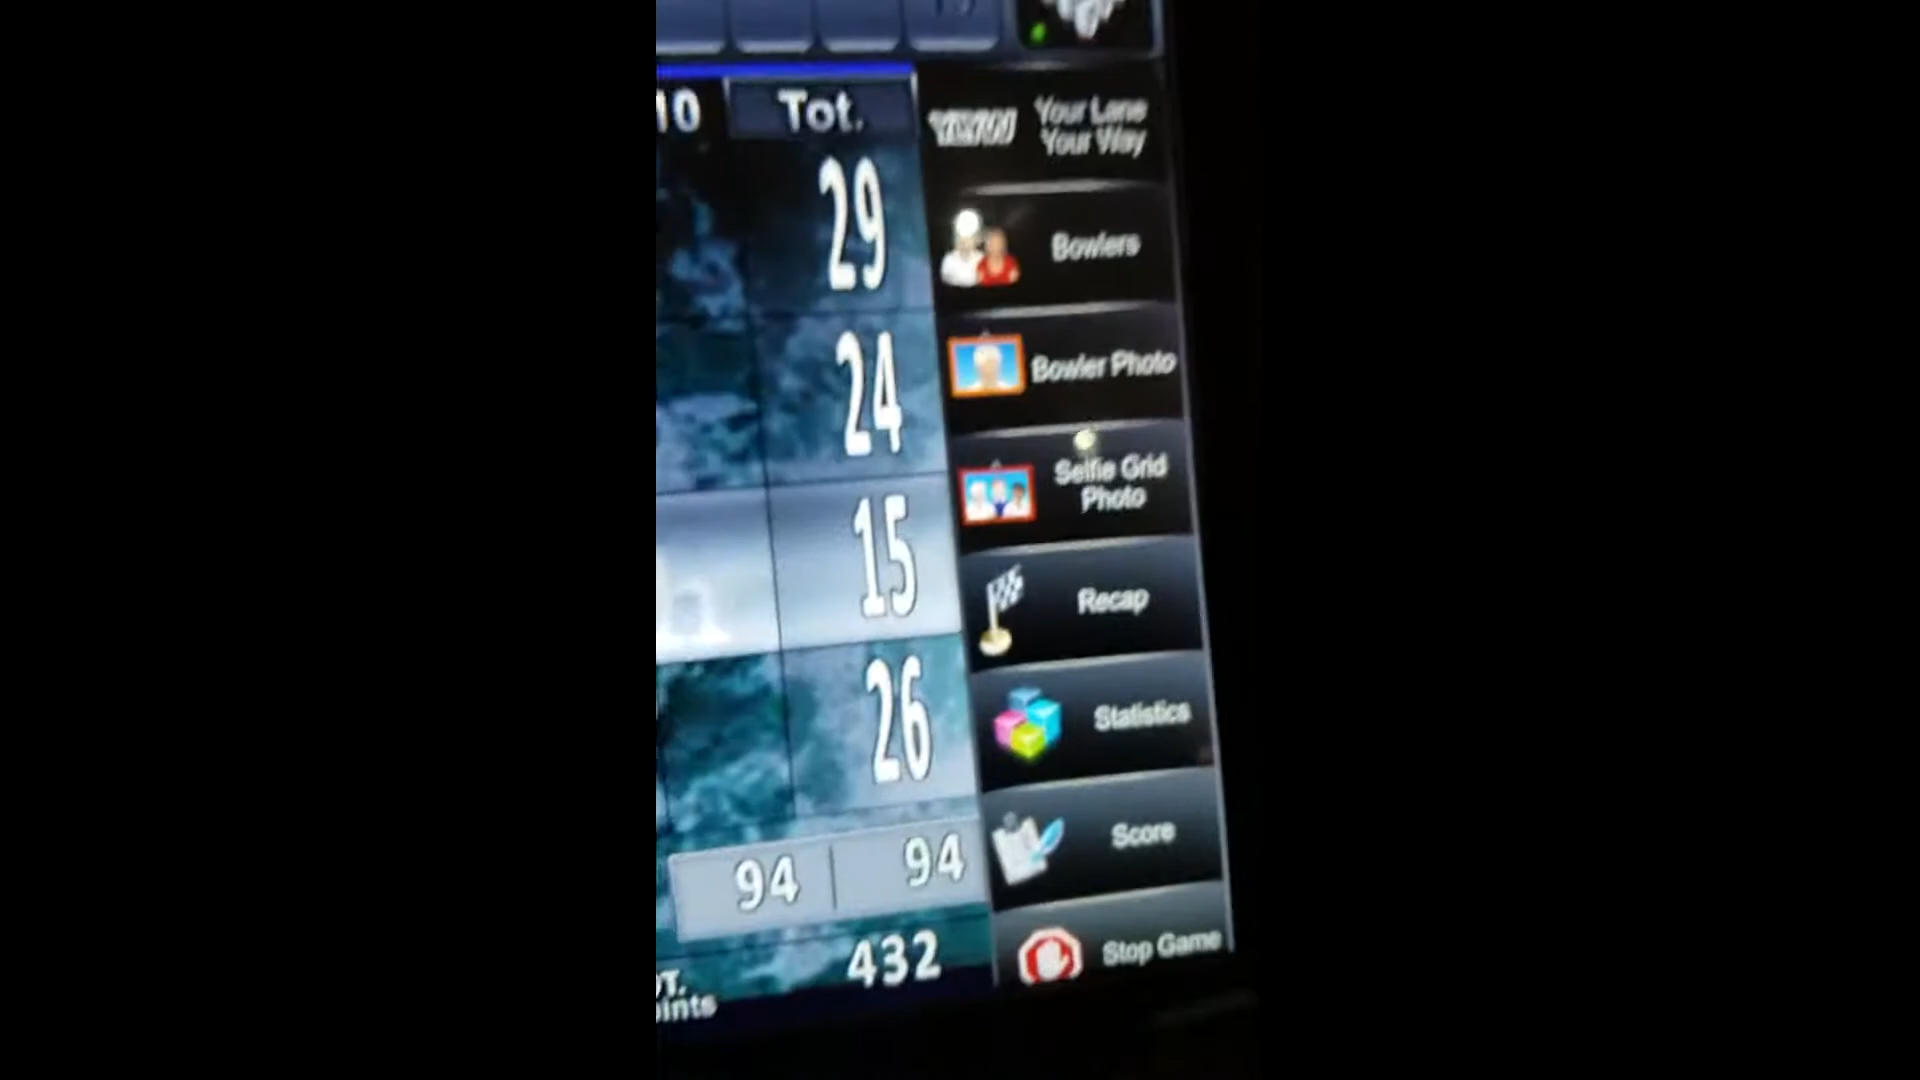 10 Tot.
Your Lane
Your Way
29
Bowlers
24
Bowler Photo
Selfie Grid
Photo
15
Recap
26
Statistics
94 94
Score
432
Stop Game